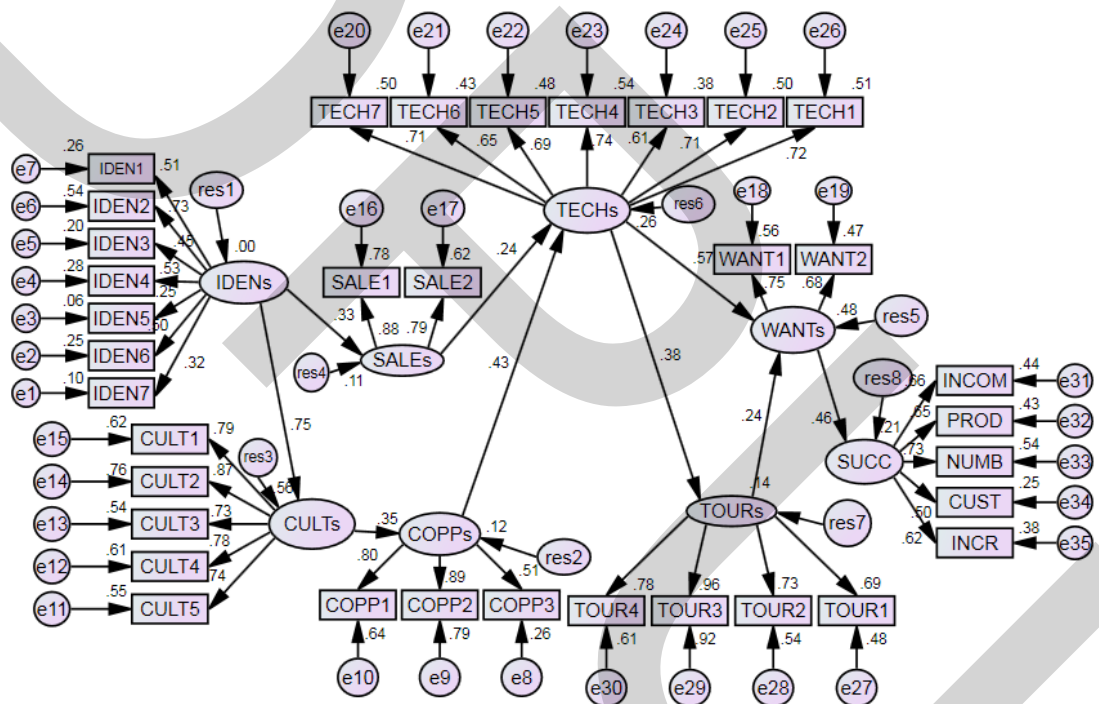 e20 e21 e22 e23 e24 e25 e26
.50 .43 .48 .54 .38 .50 .51
TECH7 TECH6 TECH5 TECH4 TECH3 TECH2 TECH1
.71 .65 .69 .74 .61 .71 .72
e7 .26 IDEN1 .51
e6 .54 IDEN2 .73
e5 .20 IDEN3 .45
e4 .28 IDEN4 .53
e3 .06 IDEN5 .25
e2 .25 IDEN6
e1 .10 IDEN7 .32
res1
.00
IDENs
e16 e17
.78 .62
SALE1 SALE2
.33 .88 .79
SALEs
res4 .11
.24
TECHs
.26 res6
e18 e19
.56 .47
WANT1 WANT2
.57 .75 .68
WANTs
.48 res5
.43
.38
.24
.46
.75
e15 .62 CULT1 .79
e14 .76 CULT2 .87
e13 .54 CULT3 .73
e12 .61 CULT4 .78
e11 .55 CULT5 .74
res3
.56
CULTs
.35
COPPs
.12 res2
.80 .89 .51
COPP1 COPP2 COPP3
.64 .79 .26
e10 e9 e8
.14
TOURs
res7
.78 .96 .73 .69
TOUR4 TOUR3 TOUR2 TOUR1
.61 .92 .54 .48
e30 e29 e28 e27
res8
.21
SUCC
.66 INCOM .44 e31
.65 PROD .43 e32
.73 NUMB .54 e33
.50 CUST .25 e34
.62 INCR .38 e35